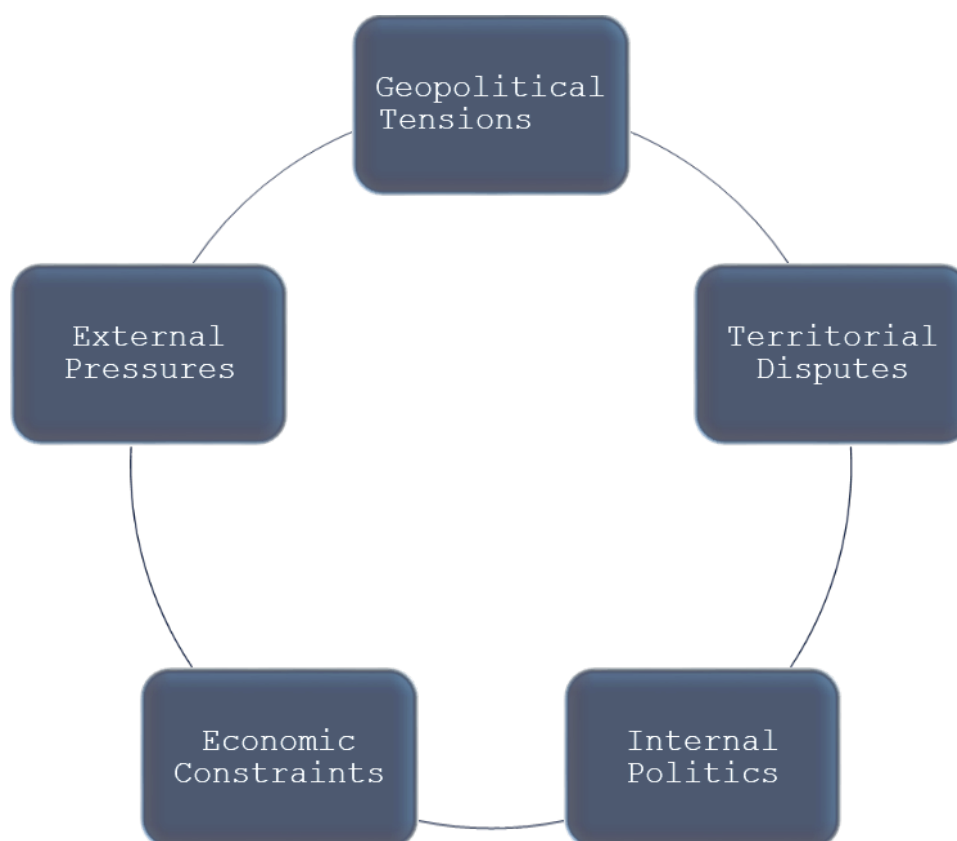 Geopolitical
Tensions
Territorial
Disputes
Internal
Politics
Economic
Constraints
External
Pressures